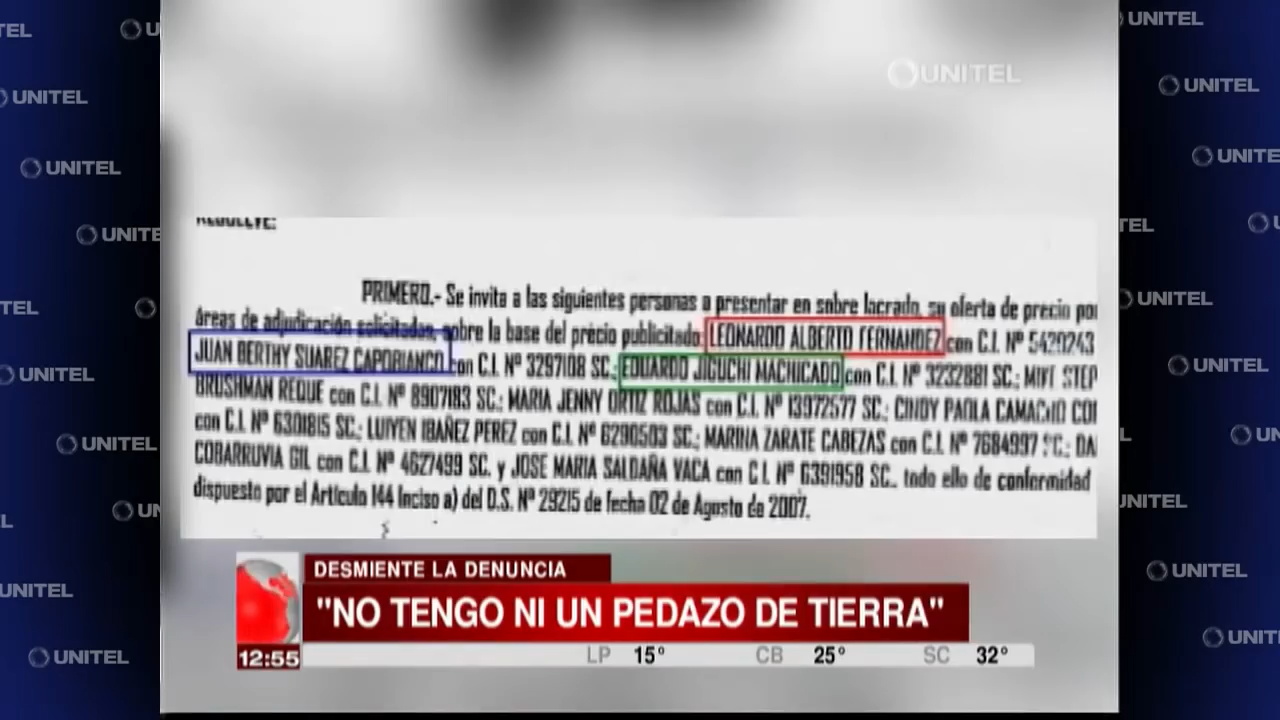 UNITEL
RESUELVE:
PRIMERO.- Se invita a las siguientes personas a presentar en sobre lacrado, su oferta de precio por
áreas de adjudicación solicitadas, sobre la base del precio publicitado; LEONARDO ALBERTO FERNANDEZ con C.I. Nº 5420243
JUAN BERTHY SUAREZ CAPOBIANCO con C.I. Nº 3297108 SC.; EDUARDO JIGUCHI MACHICADO con C.I. Nº 3232881 SC.; MIVE STEP
BRUSHMAN REQUE con C.I. Nº 8907183 SC.; MARIA JENNY ORTIZ ROJAS con C.I. Nº 13972577 SC.; CINDY PAOLA CAMACHO
con C.I. Nº 6301815 SC.; LUIYEN IBAÑEZ PEREZ con C.I. Nº 6290503 SC.; MARINA ZARATE CABEZAS con C.I. Nº 7684997 SC.;
COBARRUVIA GIL con C.I. Nº 4627499 SC. y JOSE MARIA SALDAÑA VACA con C.I. Nº 6391958 SC., todo ello de conformidad
dispuesto por el Artículo 144 Inciso a) del D.S. Nº 29215 de fecha 02 de Agosto de 2007.
DESMIENTE LA DENUNCIA
"NO TENGO NI UN PEDAZO DE TIERRA"
12:55 LP 15° CB 25° SC 32°